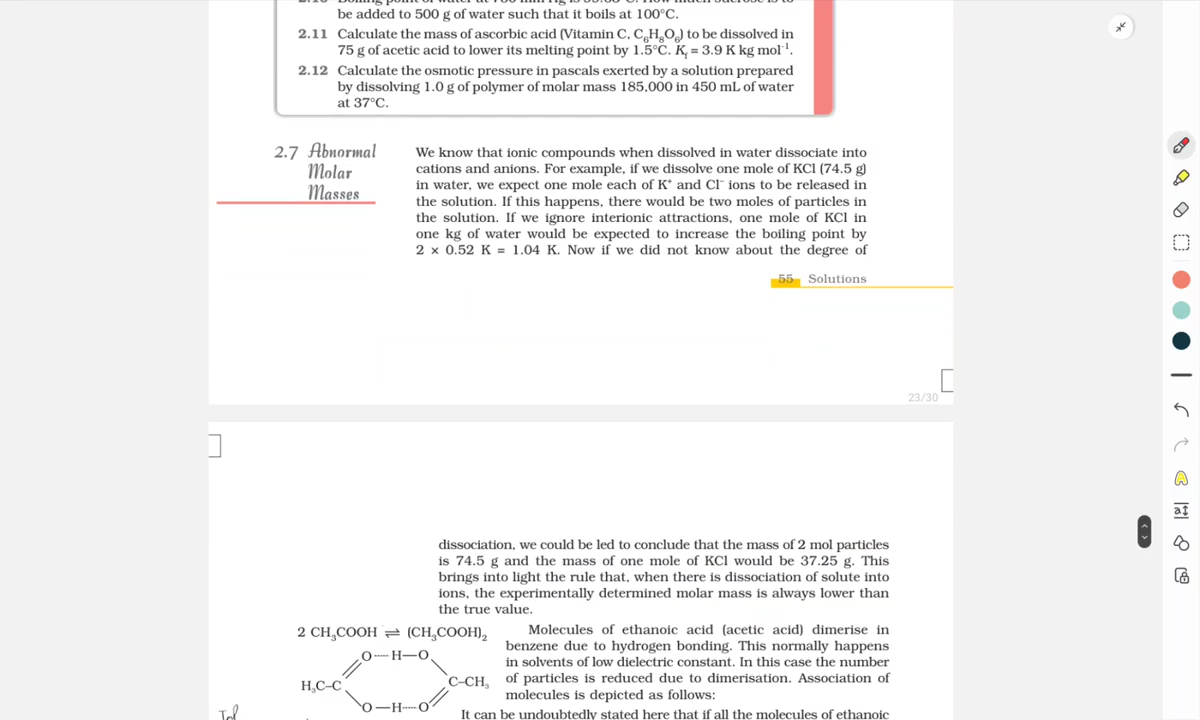 be added to 500 g of water such that it boils at 100°C.
2.11 Calculate the mass of ascorbic acid (Vitamin C, C₆H₈O₆) to be dissolved in
75 g of acetic acid to lower its melting point by 1.5°C. Kf = 3.9 K kg mol⁻¹.
2.12 Calculate the osmotic pressure in pascals exerted by a solution prepared
by dissolving 1.0 g of polymer of molar mass 185,000 in 450 mL of water
at 37°C.
2.7 Abnormal
Molar
Masses
We know that ionic compounds when dissolved in water dissociate into
cations and anions. For example, if we dissolve one mole of KCl (74.5 g)
in water, we expect one mole each of K⁺ and Cl⁻ ions to be released in
the solution. If this happens, there would be two moles of particles in
the solution. If we ignore interionic attractions, one mole of KCl in
one kg of water would be expected to increase the boiling point by
2 × 0.52 K = 1.04 K. Now if we did not know about the degree of
55 Solutions
23/30
dissociation, we could be led to conclude that the mass of 2 mol particles
is 74.5 g and the mass of one mole of KCl would be 37.25 g. This
brings into light the rule that, when there is dissociation of solute into
ions, the experimentally determined molar mass is always lower than
the true value.
2 CH₃COOH ⇌ (CH₃COOH)₂
O ----- H—O
H₃C–C
C–CH₃
O—H-----O
Molecules of ethanoic acid (acetic acid) dimerise in
benzene due to hydrogen bonding. This normally happens
in solvents of low dielectric constant. In this case the number
of particles is reduced due to dimerisation. Association of
molecules is depicted as follows:
It can be undoubtedly stated here that if all the molecules of ethanoic